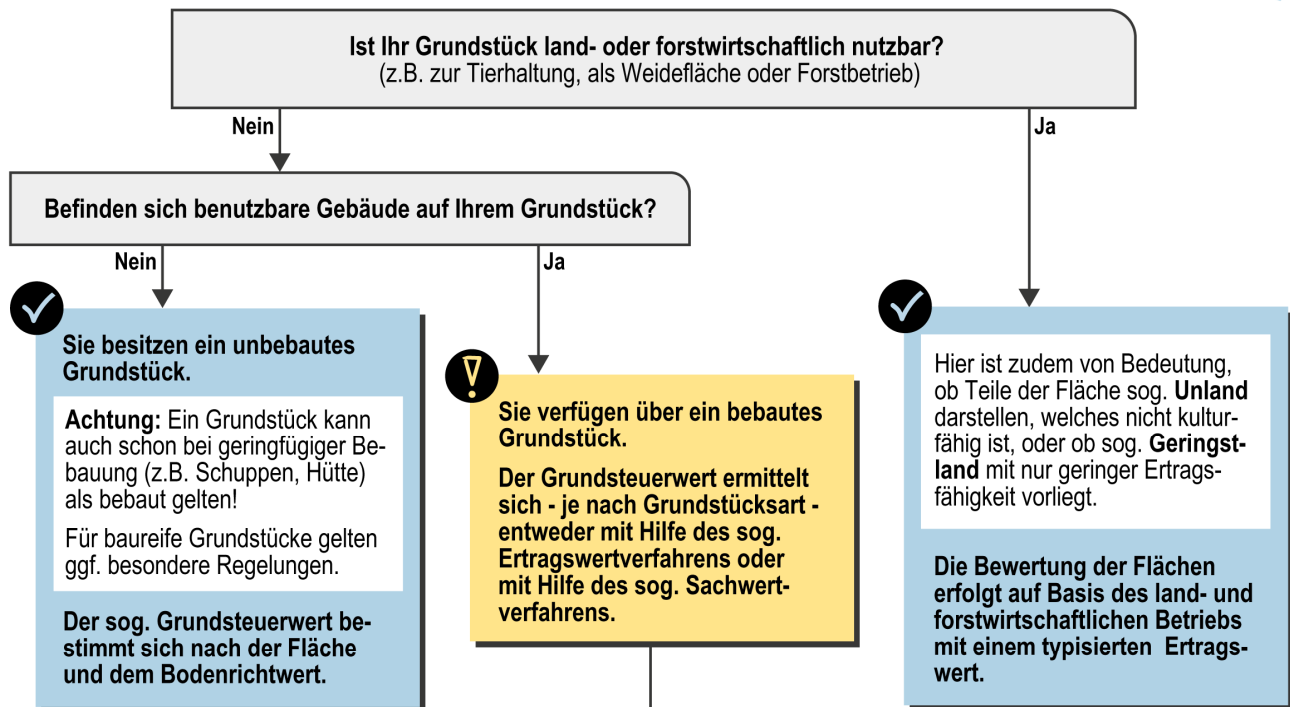 Ist Ihr Grundstück land- oder forstwirtschaftlich nutzbar?
(z.B. zur Tierhaltung, als Weidefläche oder Forstbetrieb)
Nein
Ja
Befinden sich benutzbare Gebäude auf Ihrem Grundstück?
Nein
Ja
Sie besitzen ein unbebautes
Grundstück.
Achtung: Ein Grundstück kann
auch schon bei geringfügiger Be-
bauung (z.B. Schuppen, Hütte)
als bebaut gelten!
Für baureife Grundstücke gelten
ggf. besondere Regelungen.
Der sog. Grundsteuerwert be-
stimmt sich nach der Fläche
und dem Bodenrichtwert.
Sie verfügen über ein bebautes
Grundstück.
Der Grundsteuerwert ermittelt
sich - je nach Grundstücksart -
entweder mit Hilfe des sog.
Ertragswertverfahrens oder
mit Hilfe des sog. Sachwert-
verfahrens.
Hier ist zudem von Bedeutung,
ob Teile der Fläche sog. Unland
darstellen, welches nicht kultur-
fähig ist, oder ob sog. Geringst-
land mit nur geringer Ertrags-
fähigkeit vorliegt.
Die Bewertung der Flächen
erfolgt auf Basis des land- und
forstwirtschaftlichen Betriebs
mit einem typisierten Ertrags-
wert.